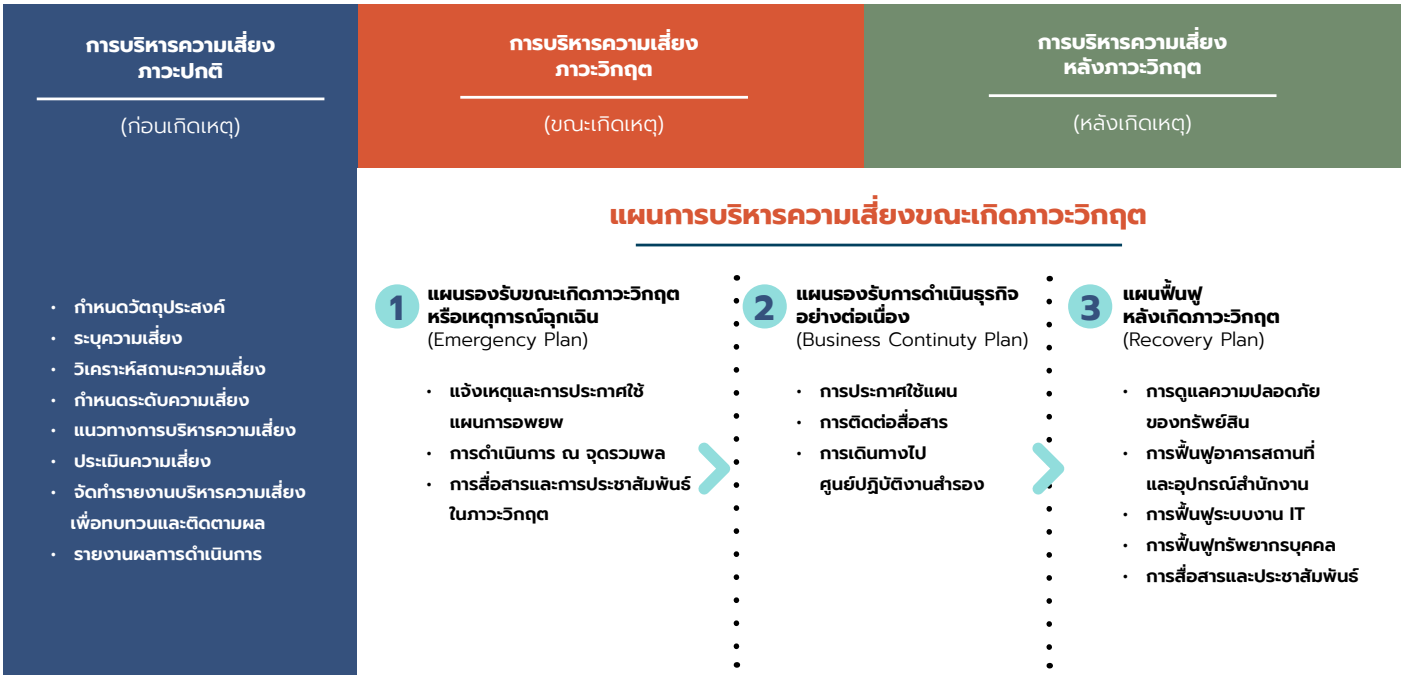 การบริหารความเสี่ยง
ภาวะปกติ
(ก่อนเกิดเหตุ)
การบริหารความเสี่ยง
ภาวะวิกฤต
(ขณะเกิดเหตุ)
การบริหารความเสี่ยง
หลังภาวะวิกฤต
(หลังเกิดเหตุ)
• กำหนดวัตถุประสงค์
• ระบุความเสี่ยง
• วิเคราะห์สถานะความเสี่ยง
• กำหนดระดับความเสี่ยง
• แนวทางการบริหารความเสี่ยง
• ประเมินความเสี่ยง
• จัดทำรายงานบริหารความเสี่ยง
เพื่อทบทวนและติดตามผล
• รายงานผลการดำเนินการ
แผนการบริหารความเสี่ยงขณะเกิดภาวะวิกฤต
1
แผนรองรับขณะเกิดภาวะวิกฤต
หรือเหตุการณ์ฉุกเฉิน
(Emergency Plan)
• แจ้งเหตุและการประกาศใช้
แผนการอพยพ
• การดำเนินการ ณ จุดรวมพล
• การสื่อสารและการประชาสัมพันธ์
ในภาวะวิกฤต
2
แผนรองรับการดำเนินธุรกิจ
อย่างต่อเนื่อง
(Business Continuty Plan)
• การประกาศใช้แผน
• การติดต่อสื่อสาร
• การเดินทางไป
ศูนย์ปฏิบัติงานสำรอง
3
แผนฟื้นฟู
หลังเกิดภาวะวิกฤต
(Recovery Plan)
• การดูแลความปลอดภัย
ของทรัพย์สิน
• การฟื้นฟูอาคารสถานที่
และอุปกรณ์สำนักงาน
• การฟื้นฟูระบบงาน IT
• การฟื้นฟูทรัพยากรบุคคล
• การสื่อสารและประชาสัมพันธ์